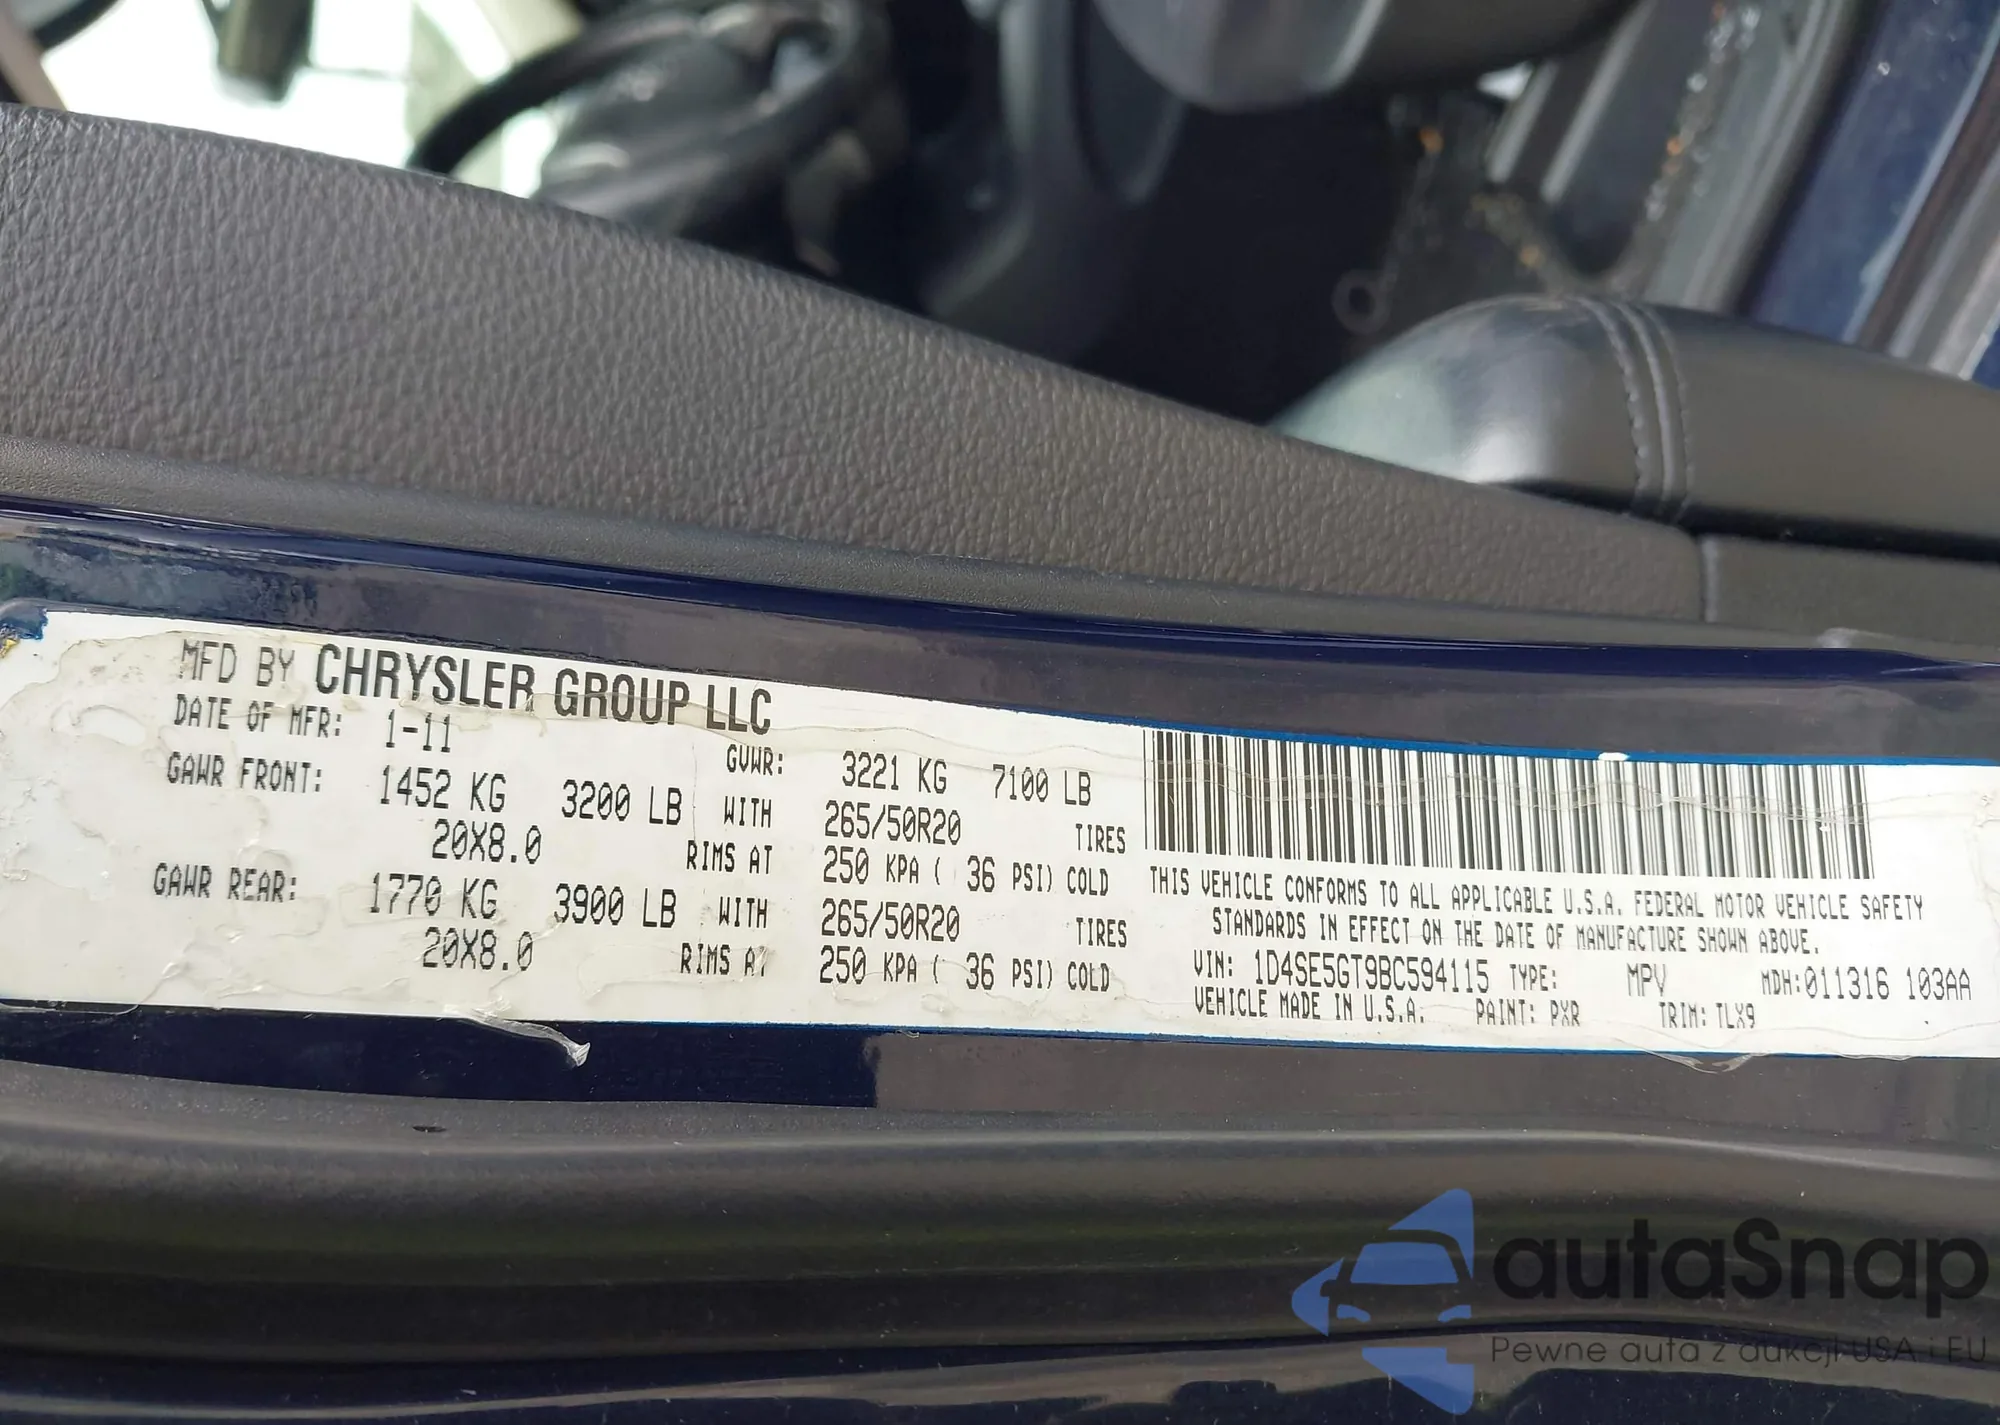 MFD BY CHRYSLER GROUP LLC
DATE OF MFR: 1-11 GVWR: 3221 KG 7100 LB
GAWR FRONT: 1452 KG 3200 LB WITH 265/50R20 TIRES
20X8.0 RIMS AT 250 KPA ( 36 PSI) COLD
GAWR REAR: 1770 KG 3900 LB WITH 265/50R20 TIRES
20X8.0 RIMS AT 250 KPA ( 36 PSI) COLD
THIS VEHICLE CONFORMS TO ALL APPLICABLE U.S.A. FEDERAL MOTOR VEHICLE SAFETY
STANDARDS IN EFFECT ON THE DATE OF MANUFACTURE SHOWN ABOVE.
VIN: 1D4SE5GT9BC594115 TYPE: MPV MDH:011316 103AA
VEHICLE MADE IN U.S.A. PAINT: PXR TRIM: TLX9
autaSnap
Pewne auta z aukcji USA i EU